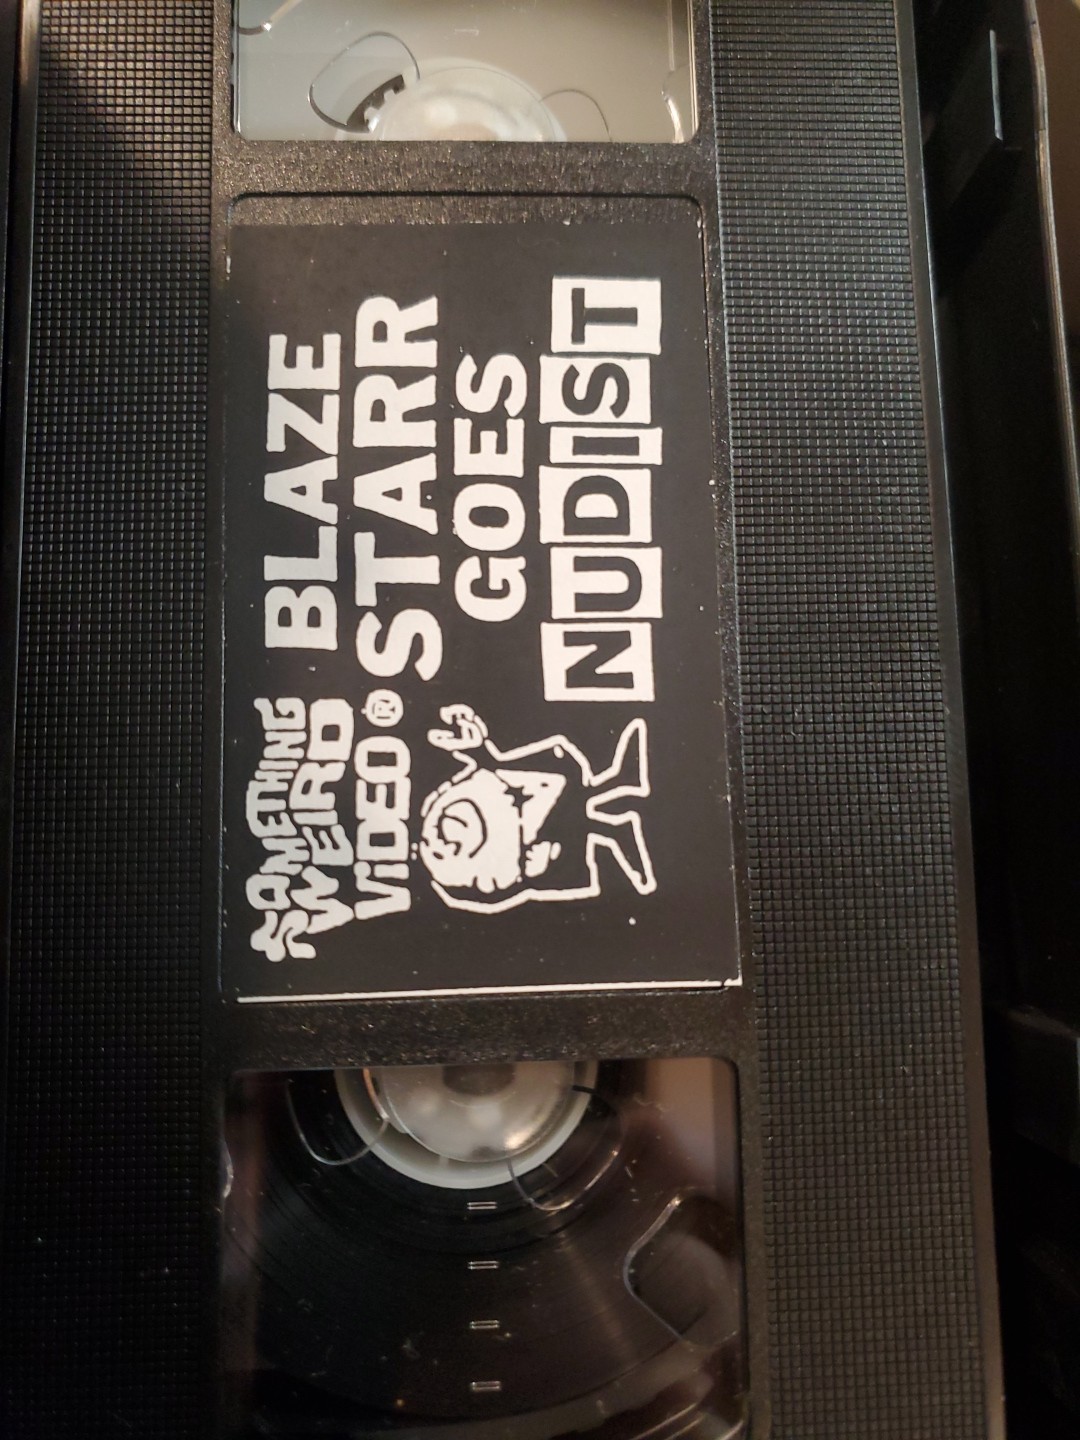 SOMETHING
WEIRD
VIDEO®
BLAZE
STARR
GOES
NUDIST